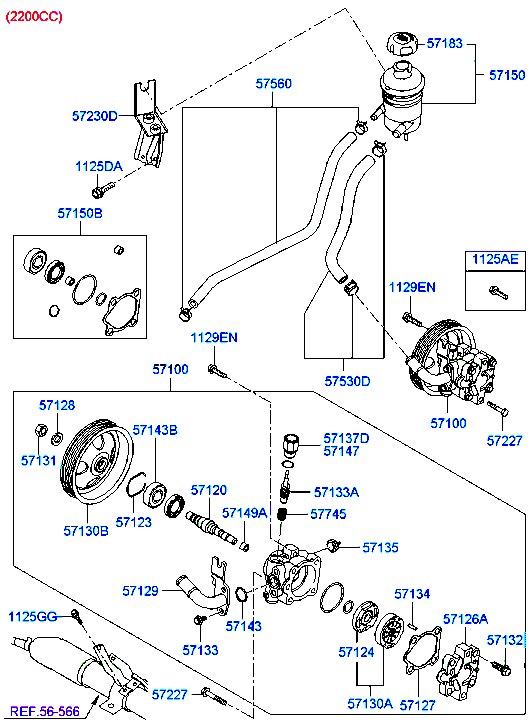 (2200CC)
57183
57150
57560
57230D
1125DA
57150B
1125AE
1129EN
1129EN
57100
57530D
57100
57227
57128
57143B
57131
57137D
57147
57120
57133A
57130B
57123
57149A
57745
57135
57129
57134
1125GG
57143
57126A
57133
57124
57132
57227
57130A
57127
REF.56-566